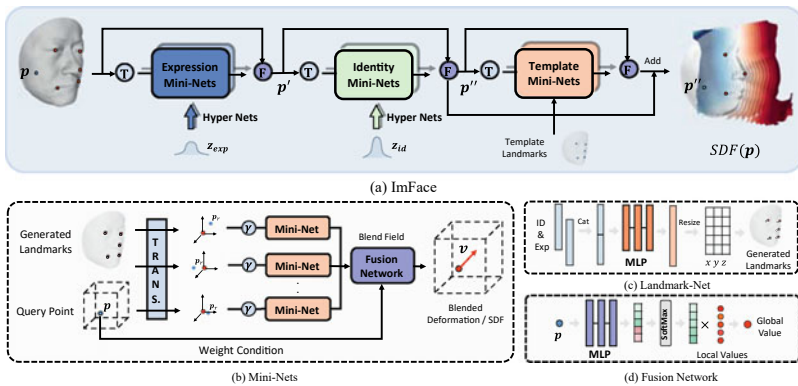 p
T
Expression
Mini-Nets
F
p'
T
Identity
Mini-Nets
F
p''
T
Template
Mini-Nets
F
Add
p''
Hyper Nets
z_exp
Hyper Nets
z_id
Template
Landmarks
SDF(p)
(a) ImFace
Generated
Landmarks
Query Point
p
TRANS.
p_r
p_r
p_r
γ
γ
γ
Mini-Net
Mini-Net
Mini-Net
Blend Field
Fusion
Network
v
Blended
Deformation / SDF
Weight Condition
(b) Mini-Nets
ID
&
Exp
Cat
MLP
Resize
x y z
Generated
Landmarks
(c) Landmark-Net
p
MLP
SoftMax
×
Local Values
Global
Value
(d) Fusion Network